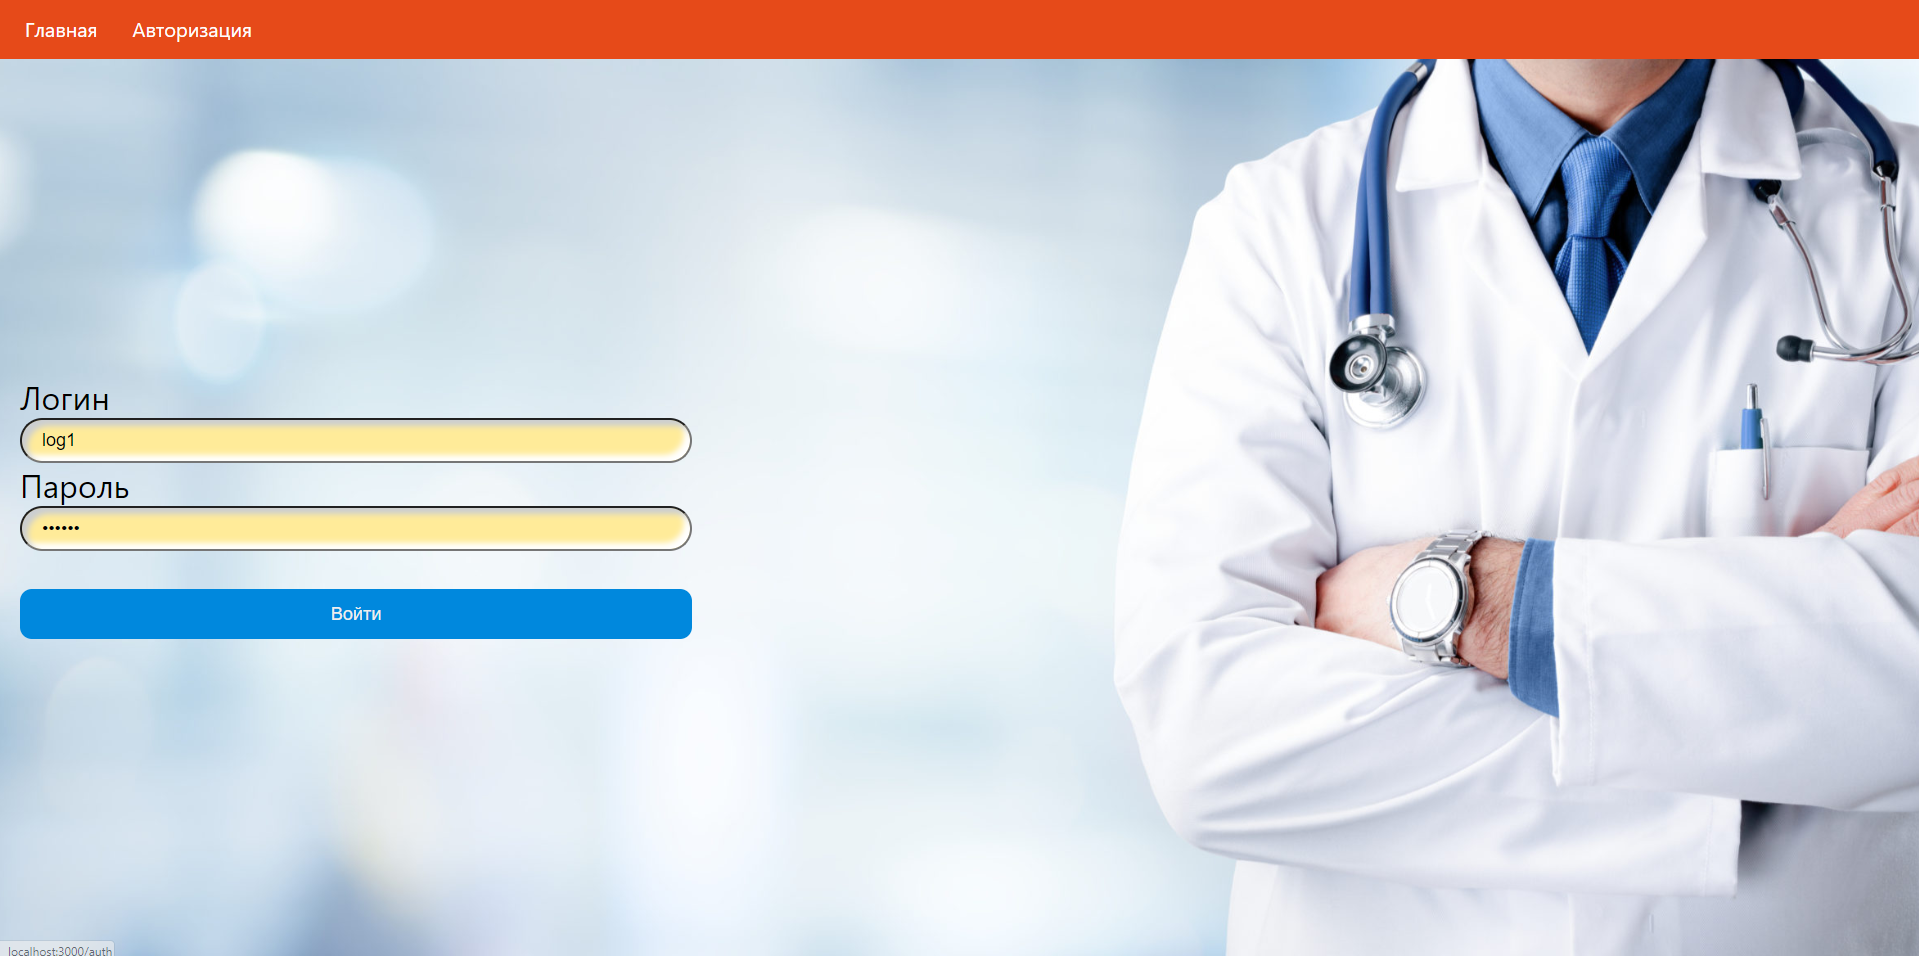 Главная Авторизация
Логин
log1
Пароль
••••••
Войти
localhost:3000/auth